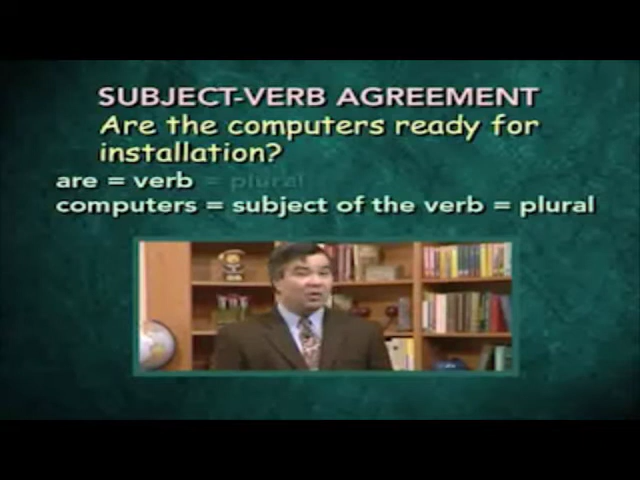 SUBJECT-VERB AGREEMENT
Are the computers ready for
installation?
are = verb = plural
computers = subject of the verb = plural